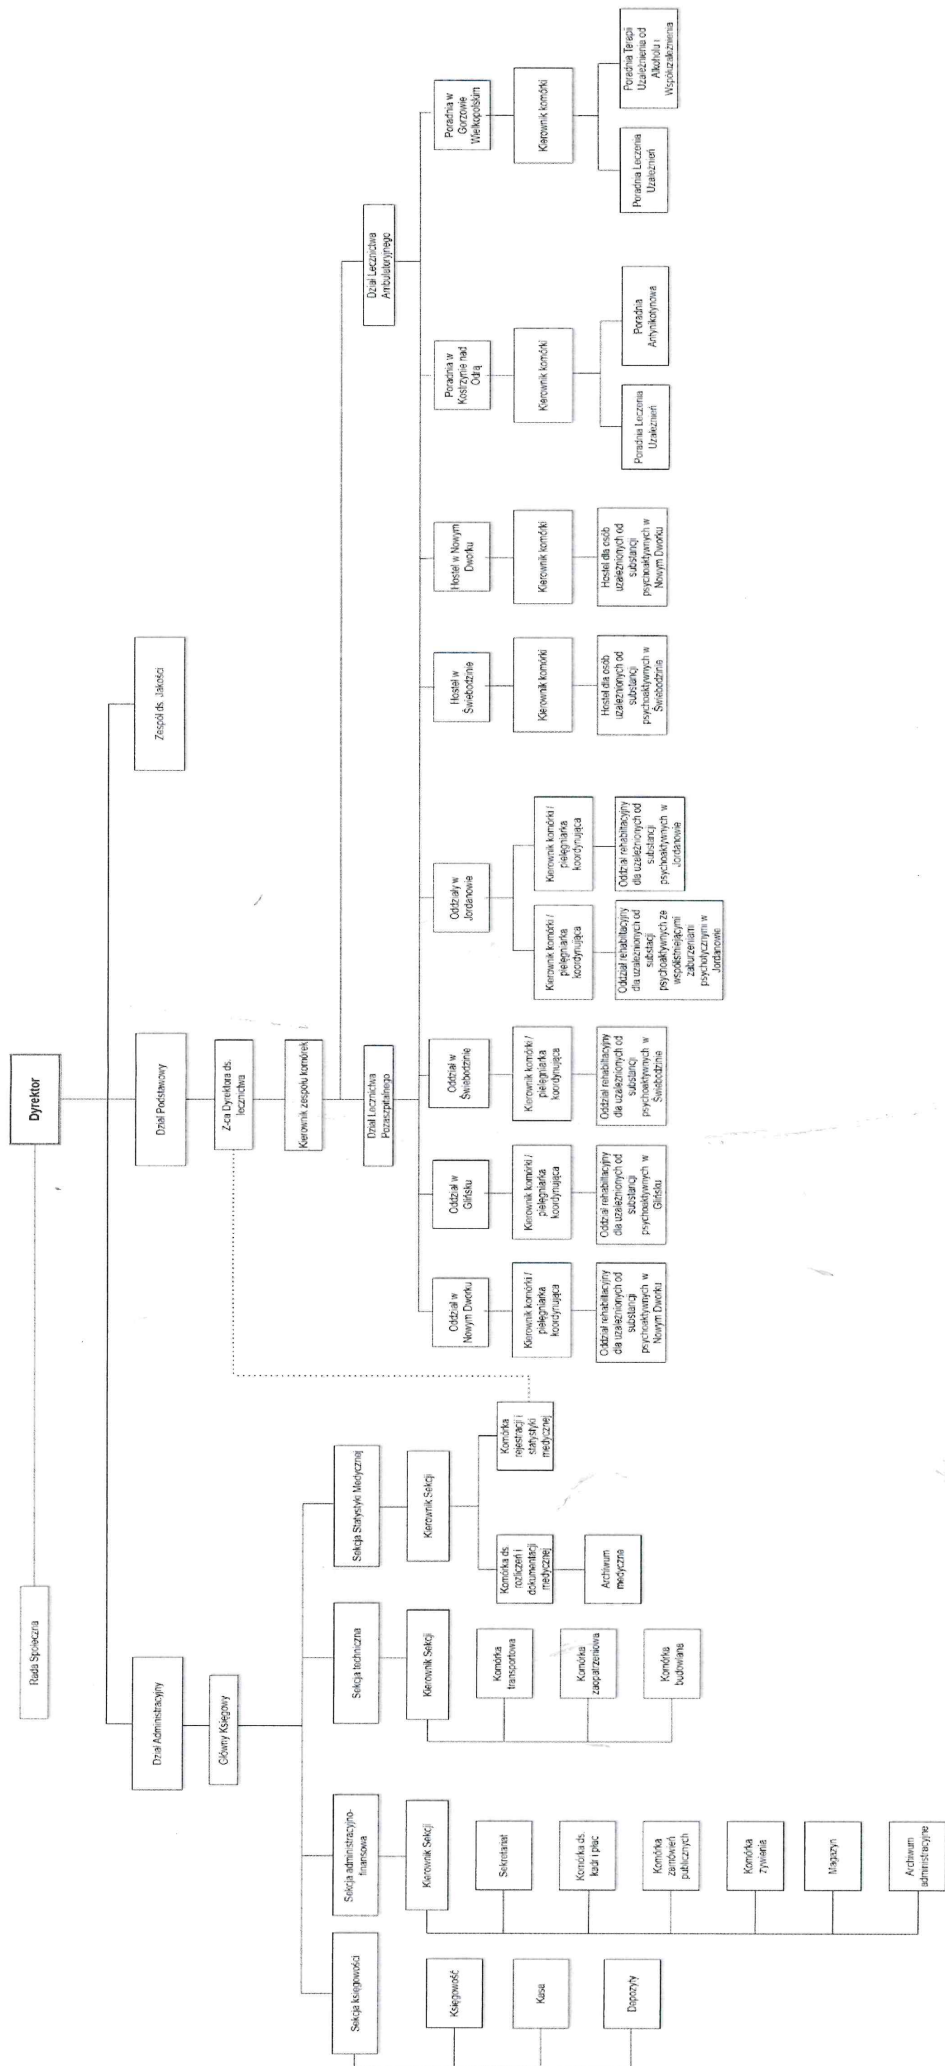 Dyrektor
Rada Społeczna
Dział Administracyjny
Dział Podstawowy
Zespół ds. Jakości
Główny Księgowy
Z-ca Dyrektora ds.
lecznictwa
Kierownik zespołu komórek
Sekcja księgowości
Sekcja administracyjno-
finansowa
Sekcja techniczna
Sekcja Statystyki Medycznej
Dział Lecznictwa
Pozaszpitalnego
Dział Lecznictwa
Ambulatoryjnego
Księgowość
Kasa
Depozyty
Kierownik Sekcji
Sekretariat
Komórka ds.
kadr i płac
Komórka
zamówień
publicznych
Komórka
żywienia
Magazyn
Archiwum
administracyjne
Kierownik Sekcji
Komórka
transportowa
Komórka
zaopatrzeniowa
Komórka
budowlana
Kierownik Sekcji
Komórka ds.
rozliczeń i
dokumentacji
medycznej
Archiwum
medyczne
Komórka
rejestracji i
statystyki
medycznej
Oddział w
Nowym Dworku
Kierownik komórki /
pielęgniarka
koordynująca
Oddział rehabilitacyjny
dla uzależnionych od
substancji
psychoaktywnych w
Nowym Dworku
Oddział w
Glińsku
Kierownik komórki /
pielęgniarka
koordynująca
Oddział rehabilitacyjny
dla uzależnionych od
substancji
psychoaktywnych w
Glińsku
Oddział w
Świebodzinie
Kierownik komórki /
pielęgniarka
koordynująca
Oddział rehabilitacyjny
dla uzależnionych od
substancji
psychoaktywnych w
Świebodzinie
Oddziały w
Jordanowie
Kierownik komórki /
pielęgniarka
koordynująca
Oddział rehabilitacyjny
dla uzależnionych od
substacji
psychoaktywnych ze
współistniejącymi
zaburzeniami
psychotycznymi w
Jordanowie
Kierownik komórki /
pielęgniarka
koordynująca
Oddział rehabilitacyjny
dla uzależnionych od
substancji
psychoaktywnych w
Jordanowie
Hostel w
Świebodzinie
Kierownik komórki
Hostel dla osób
uzależnionych od
substancji
psychoaktywnych w
Świebodzinie
Hostel w Nowym
Dworku
Kierownik komórki
Hostel dla osób
uzależnionych od
substancji
psychoaktywnych w
Nowym Dworku
Poradnia w
Kostrzynie nad
Odrą
Kierownik komórki
Poradnia Leczenia
Uzależnień
Poradnia
Antynikotynowa
Poradnia w
Gorzowie
Wielkopolskim
Kierownik komórki
Poradnia Leczenia
Uzależnień
Poradnia Terapii
Uzależnienia od
Alkoholu i
Współuzależnienia